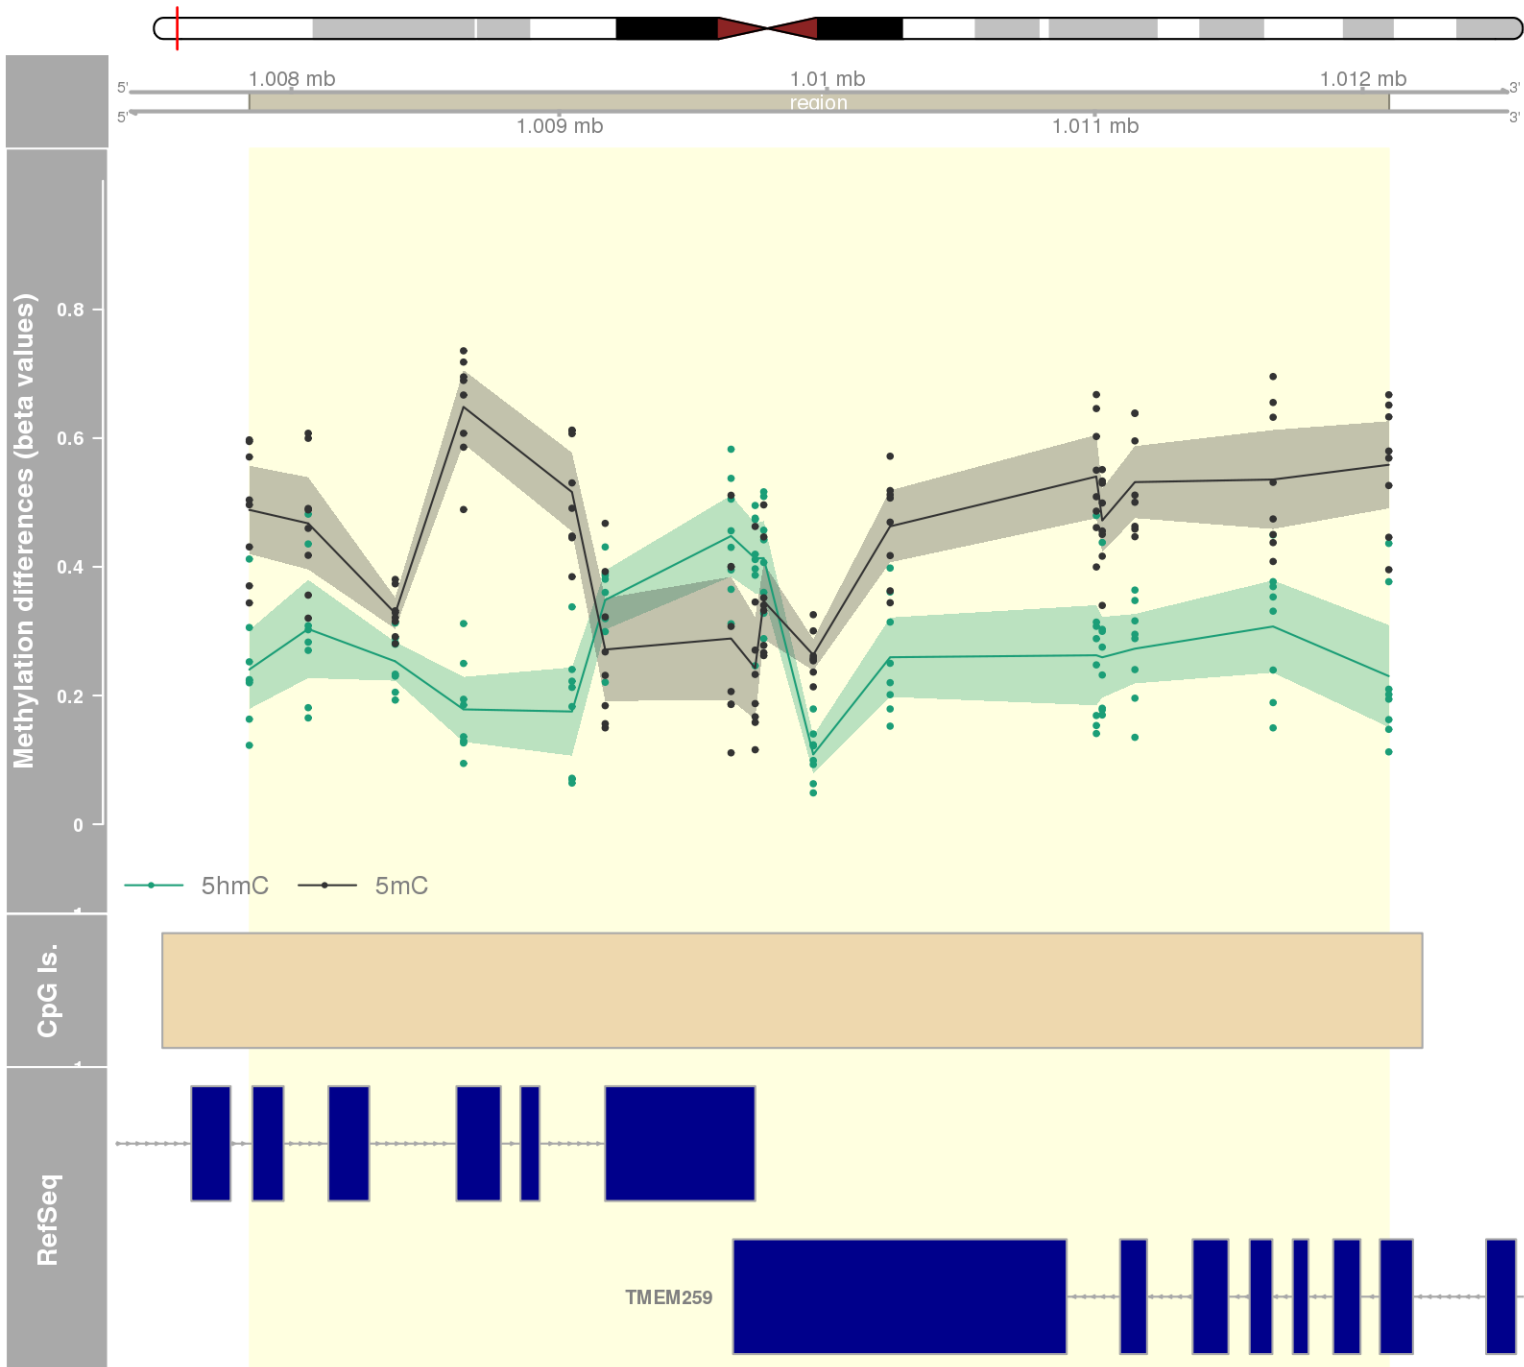 1.008 mb
1.01 mb
1.012 mb
5'
3'
region
5'
3'
1.009 mb
1.011 mb
Methylation differences (beta values)
0.8
0.6
0.4
0.2
0
5hmC
5mC
CpG Is.
RefSeq
TMEM259